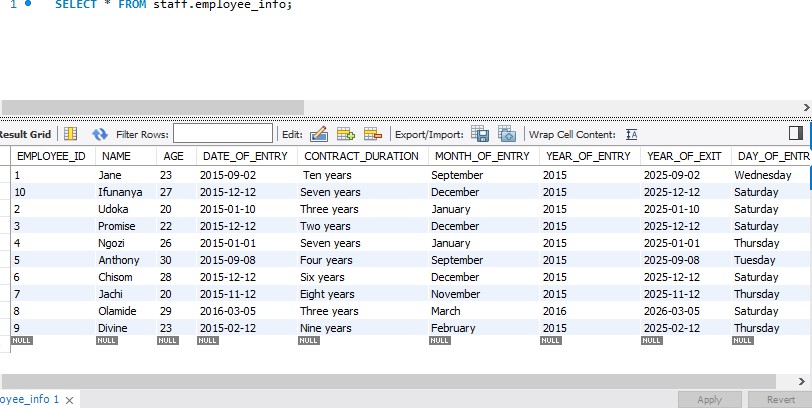 1 SELECT * FROM staff.employee_info;
Result Grid Filter Rows: Edit: Export/Import: Wrap Cell Content: IA
EMPLOYEE_ID NAME AGE DATE_OF_ENTRY CONTRACT_DURATION MONTH_OF_ENTRY YEAR_OF_ENTRY YEAR_OF_EXIT DAY_OF_ENTR
1 Jane 23 2015-09-02 Ten years September 2015 2025-09-02 Wednesday
10 Ifunanya 27 2015-12-12 Seven years December 2015 2025-12-12 Saturday
2 Udoka 20 2015-01-10 Three years January 2015 2025-01-10 Saturday
3 Promise 22 2015-12-12 Two years December 2015 2025-12-12 Saturday
4 Ngozi 26 2015-01-01 Seven years January 2015 2025-01-01 Thursday
5 Anthony 30 2015-09-08 Four years September 2015 2025-09-08 Tuesday
6 Chisom 28 2015-12-12 Six years December 2015 2025-12-12 Saturday
7 Jachi 20 2015-11-12 Eight years November 2015 2025-11-12 Thursday
8 Olamide 29 2016-03-05 Three years March 2016 2026-03-05 Saturday
9 Divine 23 2015-02-12 Nine years February 2015 2025-02-12 Thursday
NULL NULL NULL NULL NULL NULL NULL NULL NULL
oyee_info 1 Apply Revert